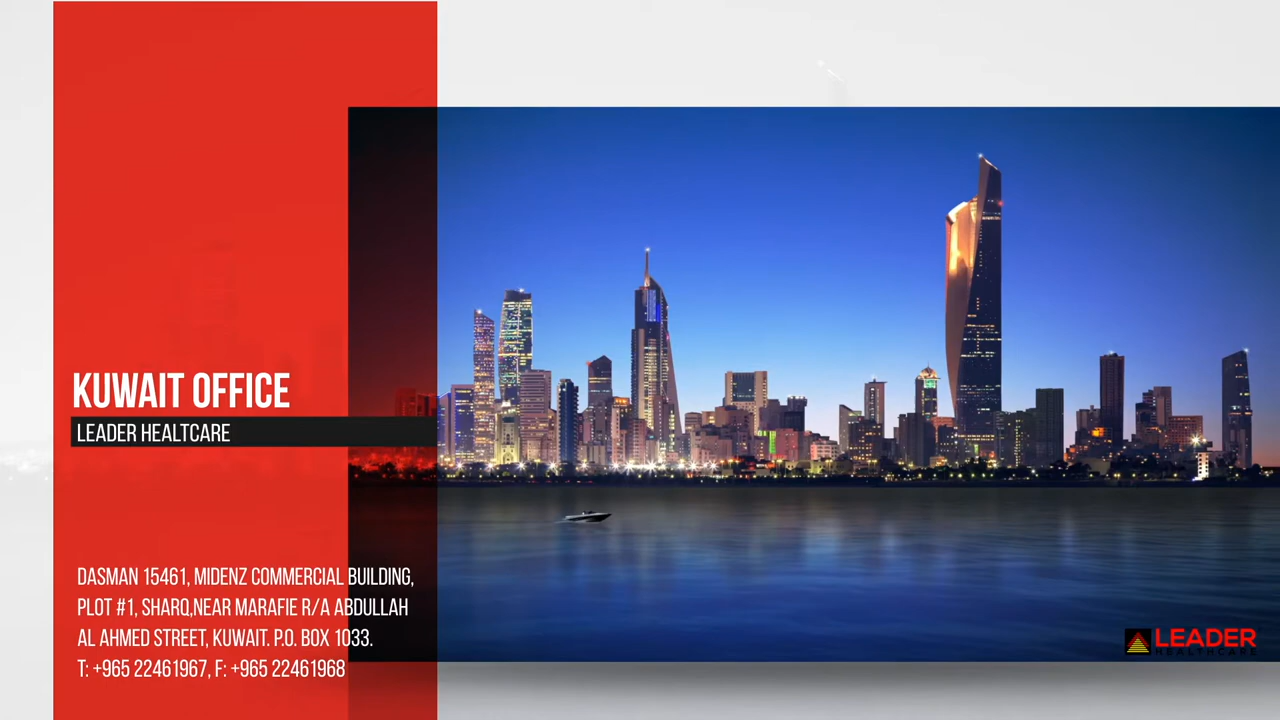 KUWAIT OFFICE
LEADER HEALTCARE
DASMAN 15461, MIDENZ COMMERCIAL BUILDING,
PLOT #1, SHARQ,NEAR MARAFIE R/A ABDULLAH
AL AHMED STREET, KUWAIT. P.O. BOX 1033.
T: +965 22461967, F: +965 22461968
LEADER
HEALTHCARE